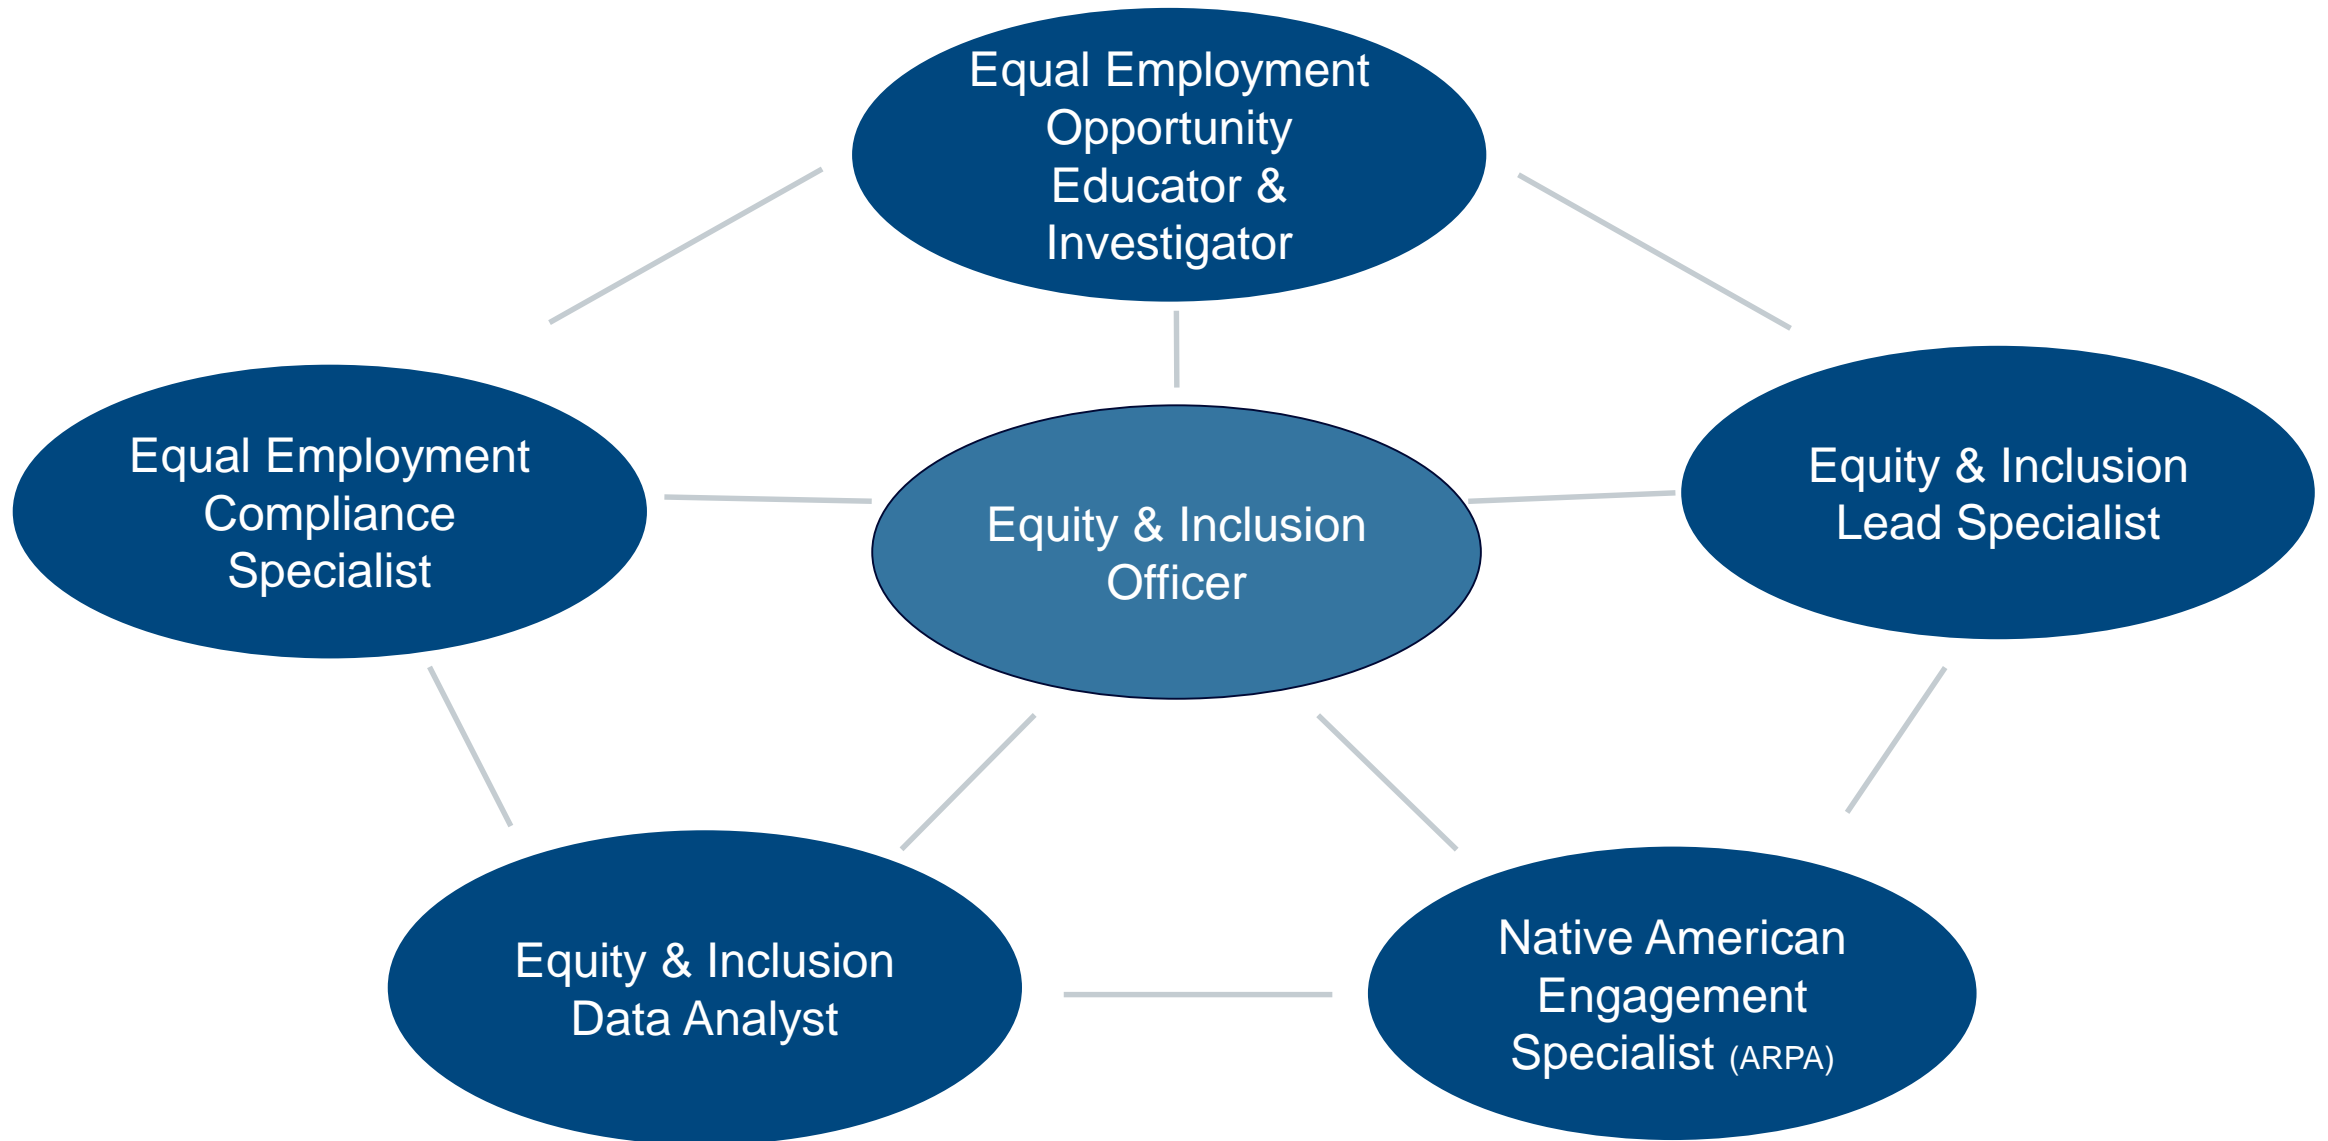 Equal Employment
Opportunity
Educator &
Investigator
Equal Employment
Compliance
Specialist
Equity & Inclusion
Officer
Equity & Inclusion
Lead Specialist
Equity & Inclusion
Data Analyst
Native American
Engagement
Specialist (ARPA)